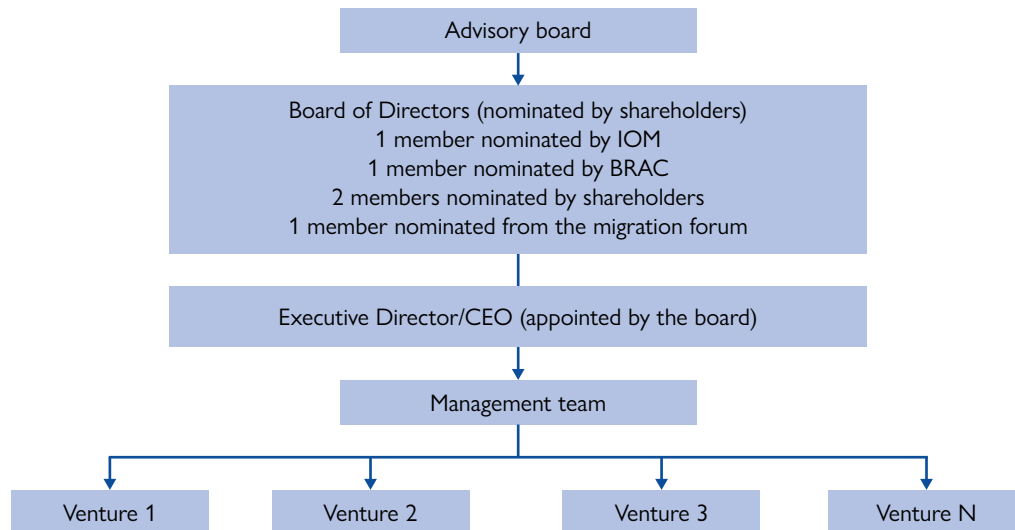 Advisory board
Board of Directors (nominated by shareholders)
1 member nominated by IOM
1 member nominated by BRAC
2 members nominated by shareholders
1 member nominated from the migration forum
Executive Director/CEO (appointed by the board)
Management team
Venture 1
Venture 2
Venture 3
Venture N